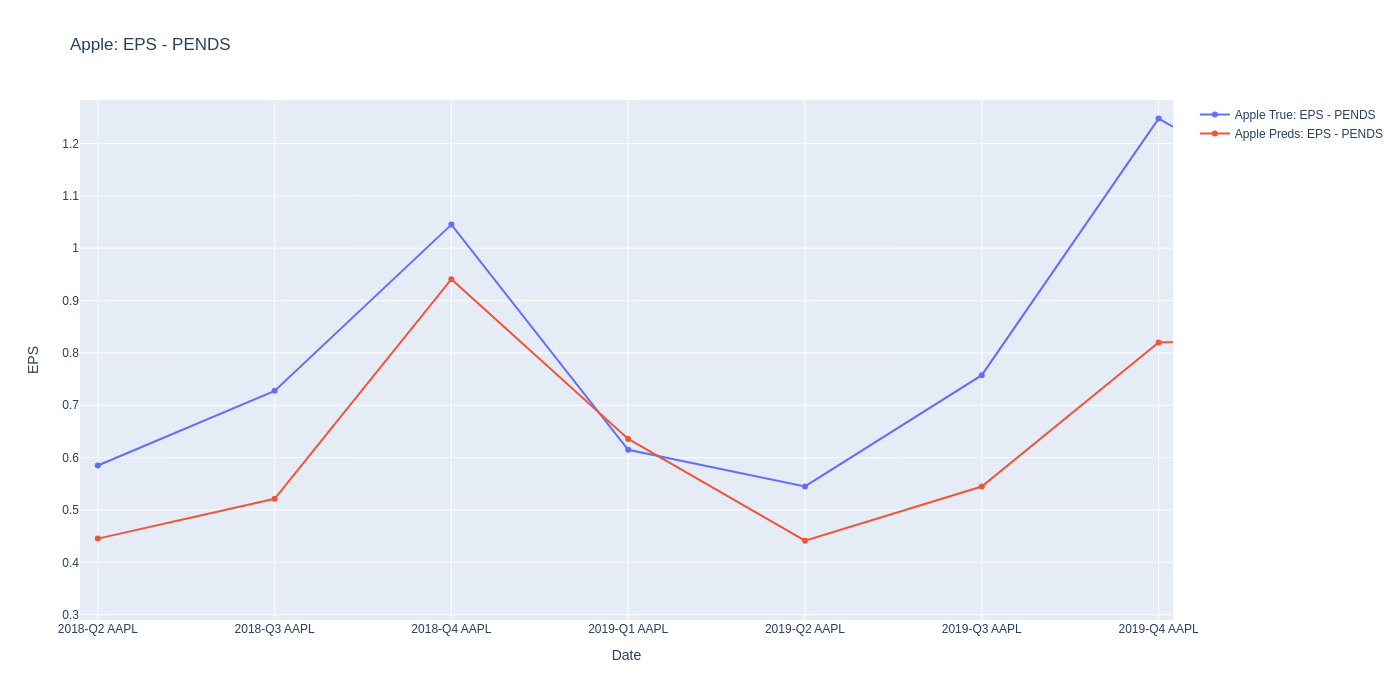 Apple: EPS - PENDS
Apple True: EPS - PENDS
Apple Preds: EPS - PENDS
1.2
1.1
1
0.9
0.8
0.7
0.6
0.5
0.4
0.3
EPS
2018-Q2 AAPL
2018-Q3 AAPL
2018-Q4 AAPL
2019-Q1 AAPL
2019-Q2 AAPL
2019-Q3 AAPL
2019-Q4 AAPL
Date